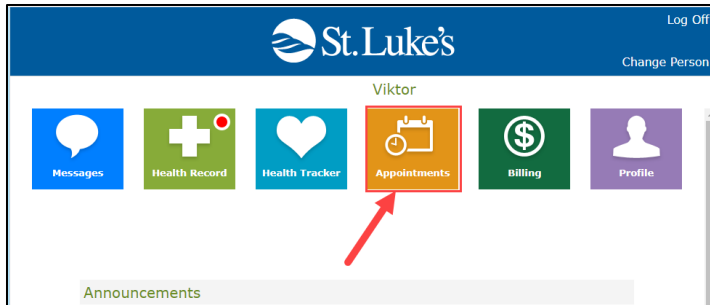 Log Off
St. Luke's
Change Person
Viktor
Messages
Health Record
Health Tracker
Appointments
Billing
Profile
Announcements